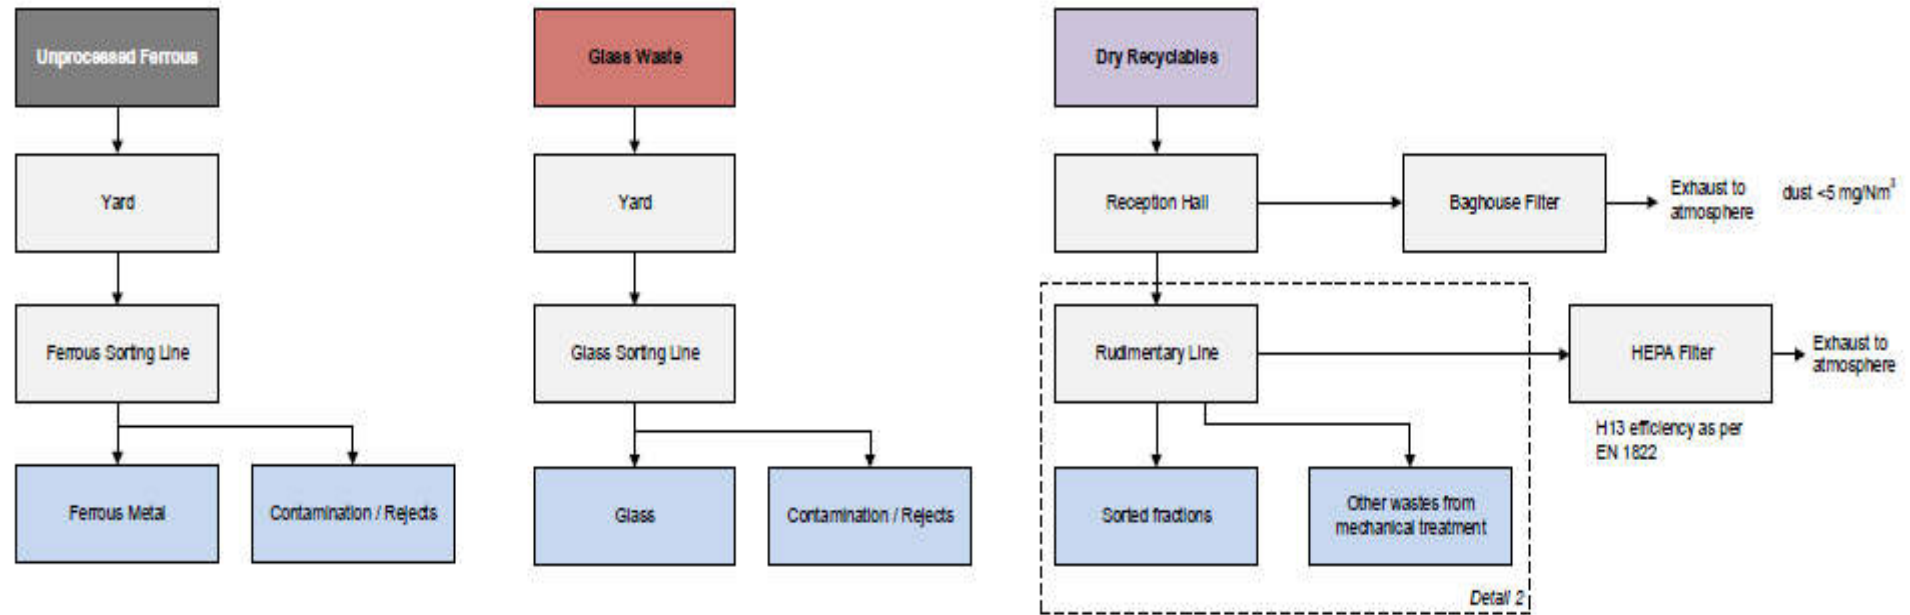 Unprocessed Ferrous
Glass Waste
Dry Recyclables
Yard
Yard
Reception Hall
Baghouse Filter
Exhaust to
atmosphere
dust <5 mg/Nm³
Ferrous Sorting Line
Glass Sorting Line
Rudimentary Line
HEPA Filter
Exhaust to
atmosphere
H13 efficiency as per
EN 1822
Ferrous Metal
Contamination / Rejects
Glass
Contamination / Rejects
Sorted fractions
Other wastes from
mechanical treatment
Detail 2